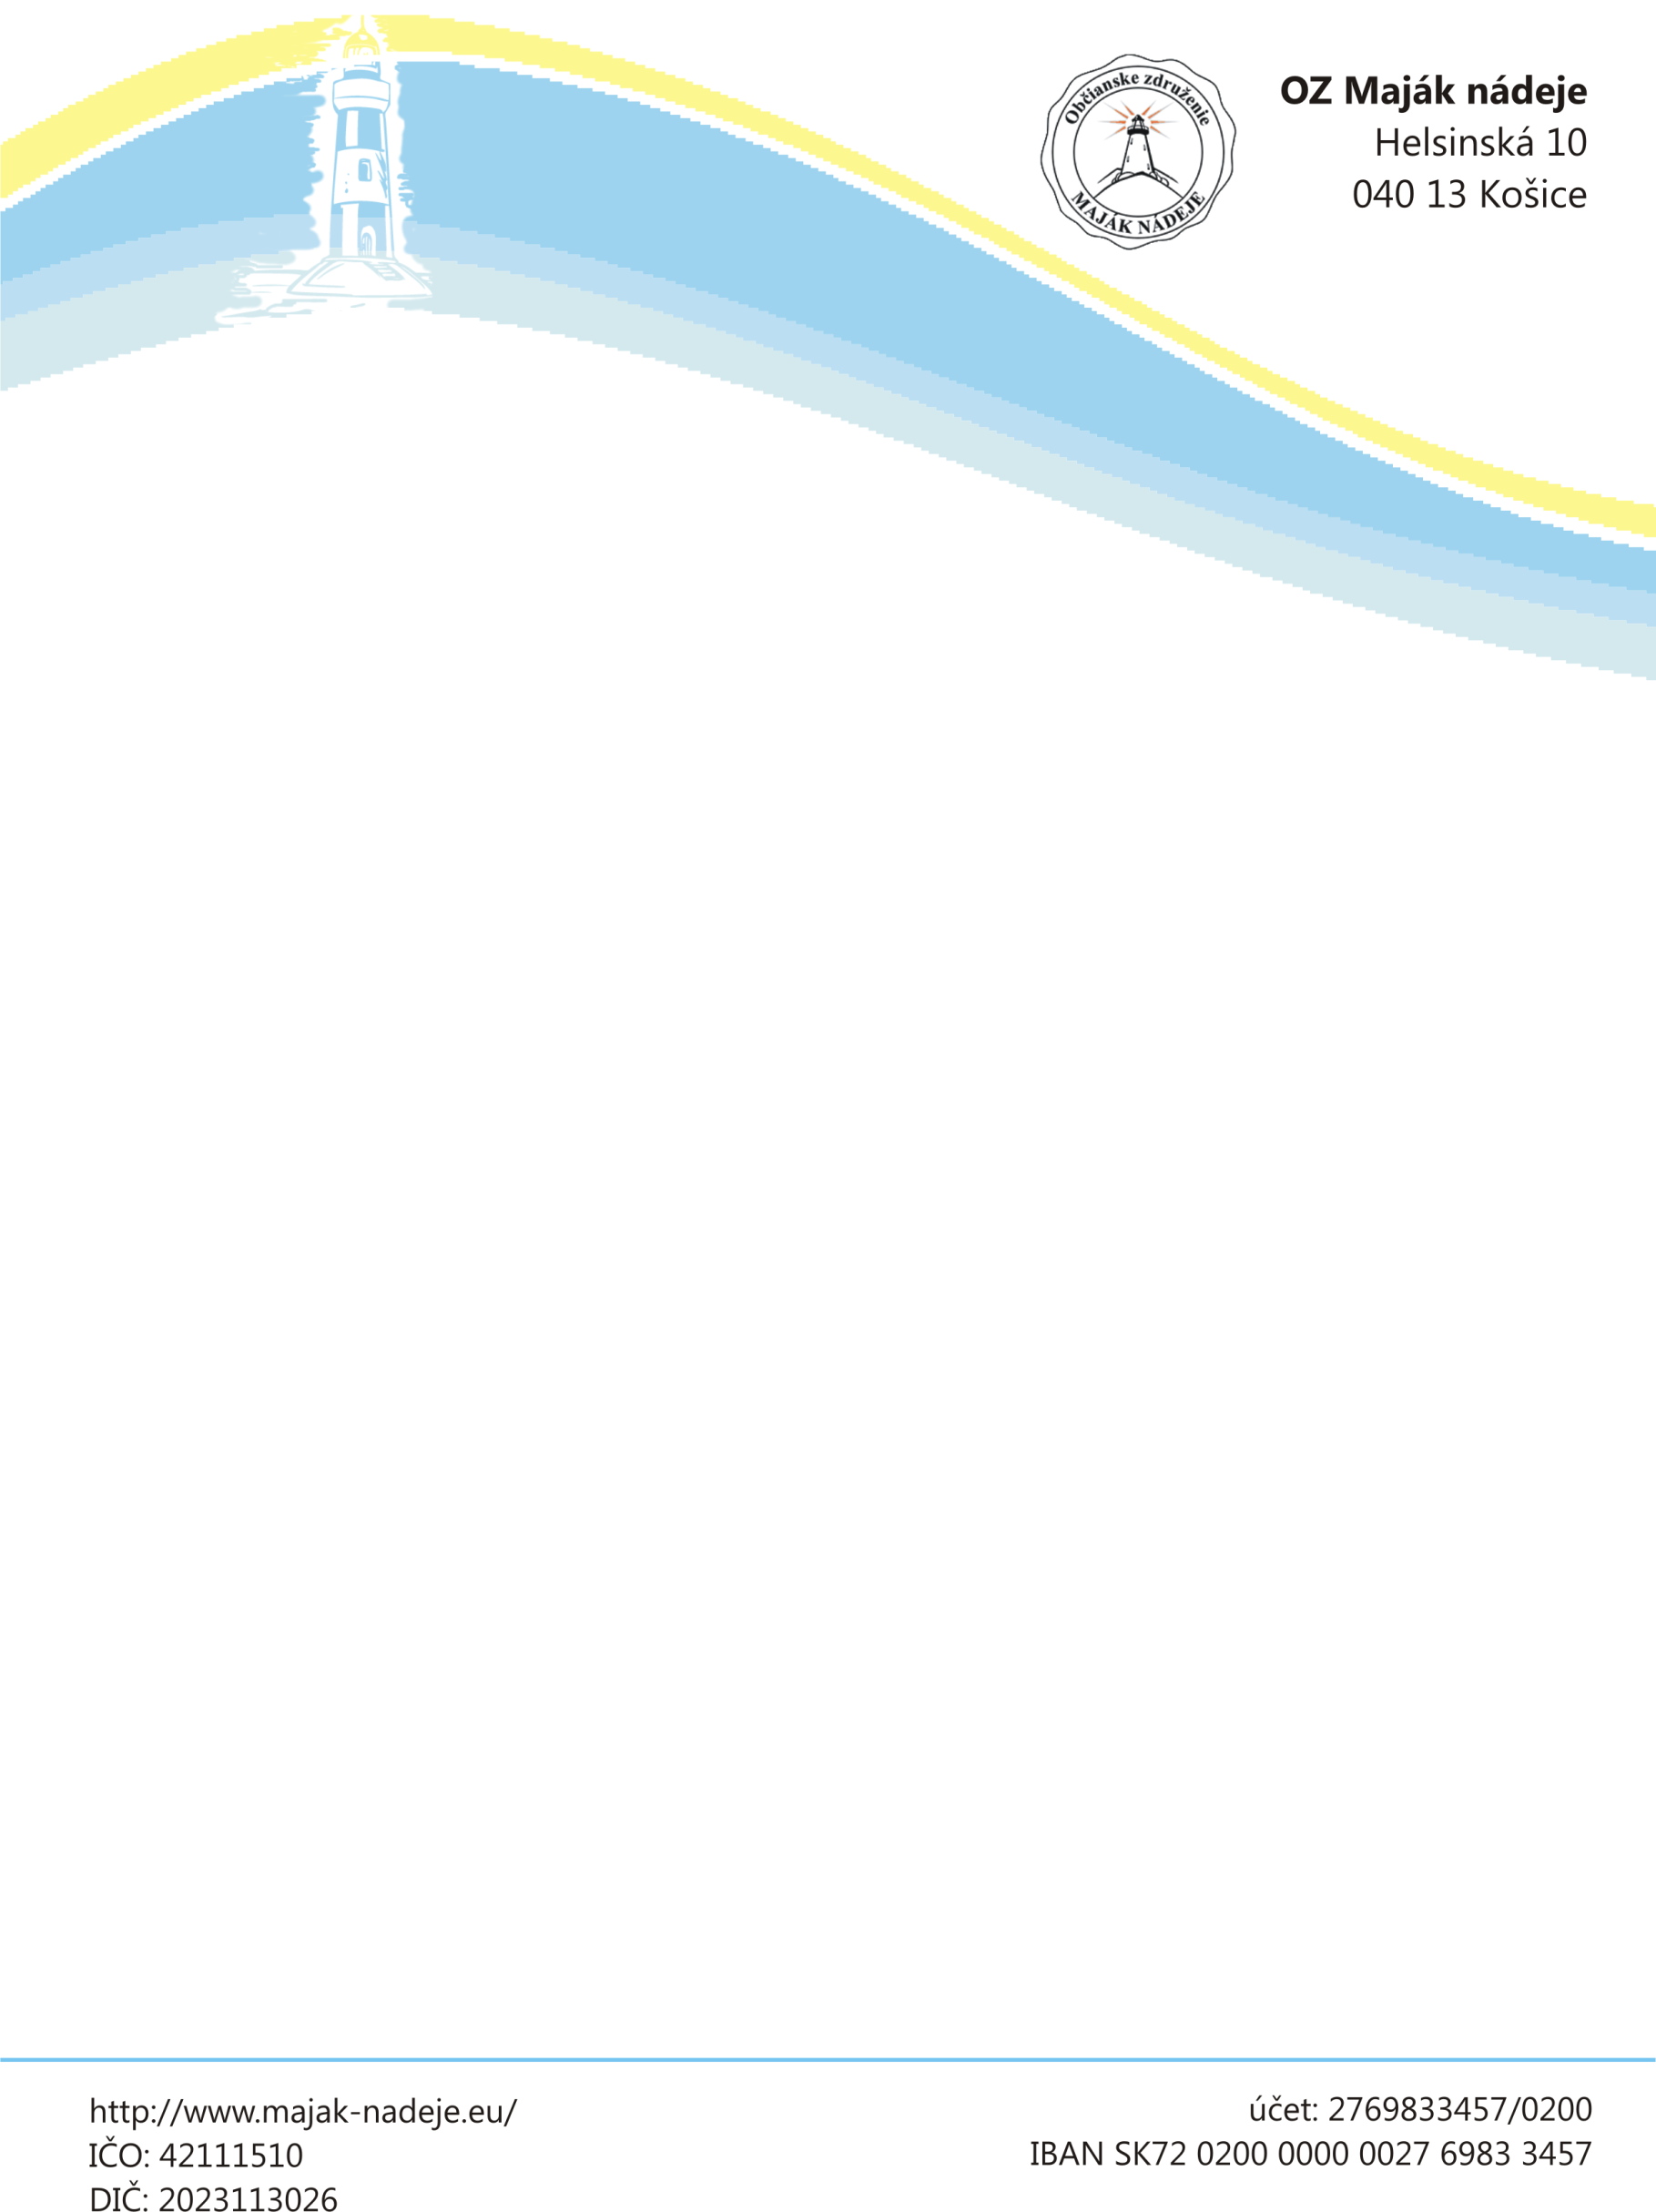 Občianske združenie
MAJÁK NÁDEJE
OZ Maják nádeje
Helsinská 10
040 13 Košice
http://www.majak-nadeje.eu/
IČO: 42111510
DIČ: 2023113026
účet: 2769833457/0200
IBAN SK72 0200 0000 0027 6983 3457